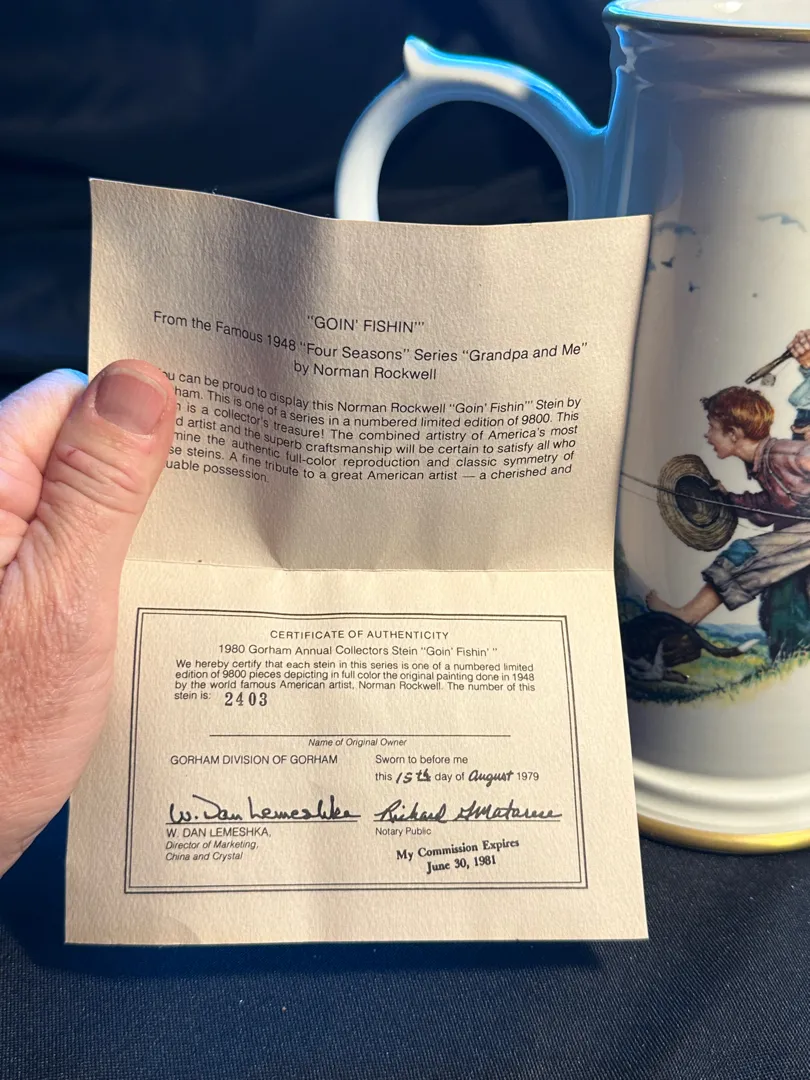 "GOIN' FISHIN'"
From the Famous 1948 "Four Seasons" Series "Grandpa and Me"
by Norman Rockwell
can be proud to display this Norman Rockwell "Goin' Fishin'" Stein by
This is one of a series in a numbered limited edition of 9800. This
is a collector's treasure! The combined artistry of America's most
artist and the superb craftsmanship will be certain to satisfy all who
the authentic full-color reproduction and classic symmetry of
steins. A fine tribute to a great American artist — a cherished and
possession.
CERTIFICATE OF AUTHENTICITY
1980 Gorham Annual Collectors Stein "Goin' Fishin' "
We hereby certify that each stein in this series is one of a numbered limited
edition of 9800 pieces depicting in full color the original painting done in 1948
by the world famous American artist, Norman Rockwell. The number of this
stein is: 2403
Name of Original Owner
GORHAM DIVISION OF GORHAM
Sworn to before me
this 15th day of August 1979
W. Dan Lemeshka
W. DAN LEMESHKA,
Director of Marketing,
China and Crystal
Richard
Notary Public
My Commission Expires
June 30, 1981